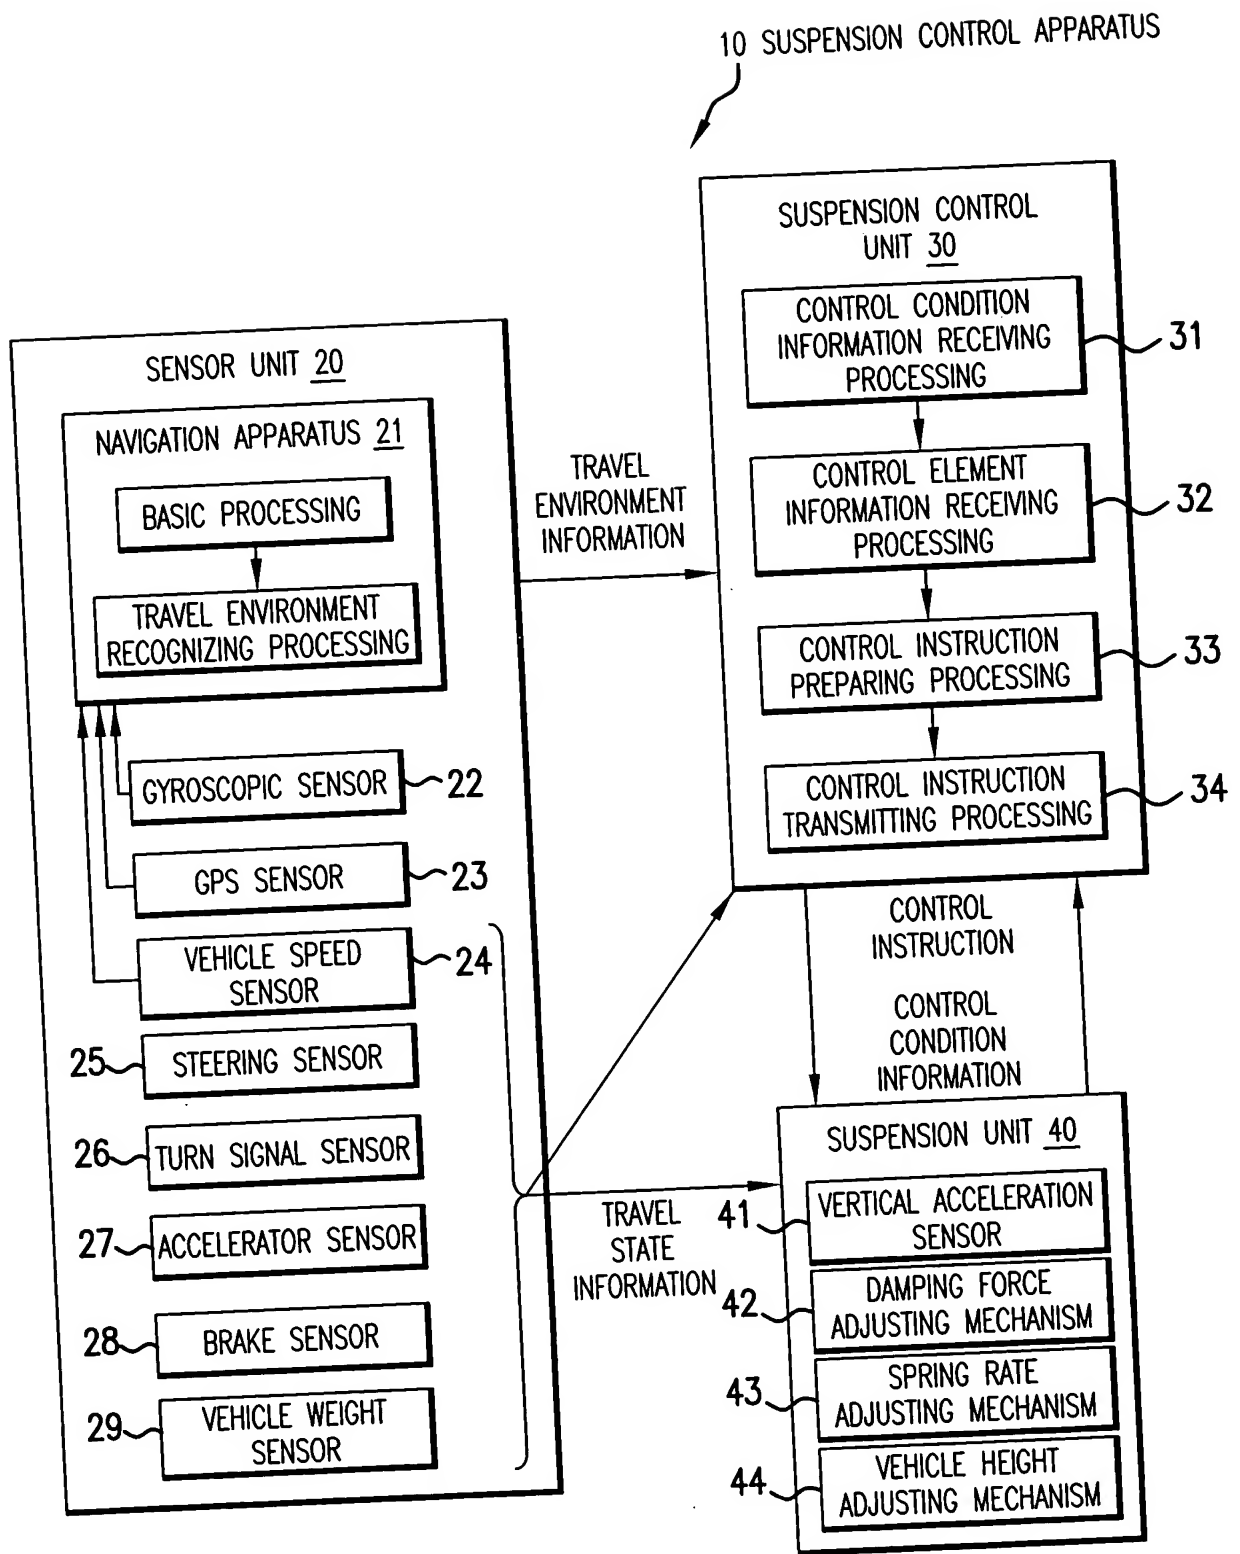 10 SUSPENSION CONTROL APPARATUS
SENSOR UNIT 20
NAVIGATION APPARATUS 21
BASIC PROCESSING
TRAVEL ENVIRONMENT
RECOGNIZING PROCESSING
GYROSCOPIC SENSOR
22
GPS SENSOR
23
VEHICLE SPEED
SENSOR
24
25
STEERING SENSOR
26
TURN SIGNAL SENSOR
27
ACCELERATOR SENSOR
28
BRAKE SENSOR
29
VEHICLE WEIGHT
SENSOR
TRAVEL
ENVIRONMENT
INFORMATION
TRAVEL
STATE
INFORMATION
SUSPENSION CONTROL
UNIT 30
CONTROL CONDITION
INFORMATION RECEIVING
PROCESSING
31
CONTROL ELEMENT
INFORMATION RECEIVING
PROCESSING
32
CONTROL INSTRUCTION
PREPARING PROCESSING
33
CONTROL INSTRUCTION
TRANSMITTING PROCESSING
34
CONTROL
INSTRUCTION
CONTROL
CONDITION
INFORMATION
SUSPENSION UNIT 40
41
VERTICAL ACCELERATION
SENSOR
42
DAMPING FORCE
ADJUSTING MECHANISM
43
SPRING RATE
ADJUSTING MECHANISM
44
VEHICLE HEIGHT
ADJUSTING MECHANISM